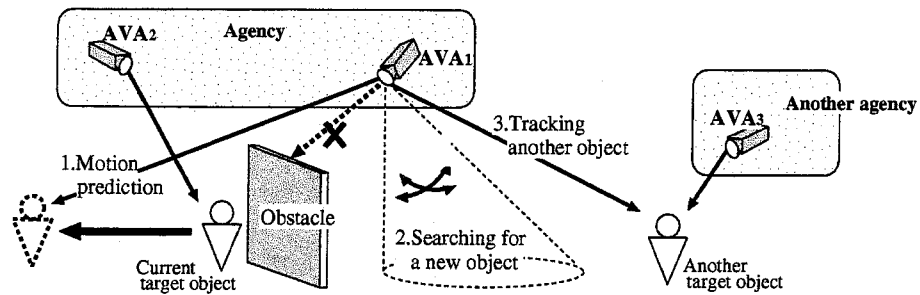 AVA2
Agency
AVA1
Another agency
AVA3
3.Tracking
another object
1.Motion
prediction
Obstacle
2.Searching for
a new object
Current
target object
Another
target object